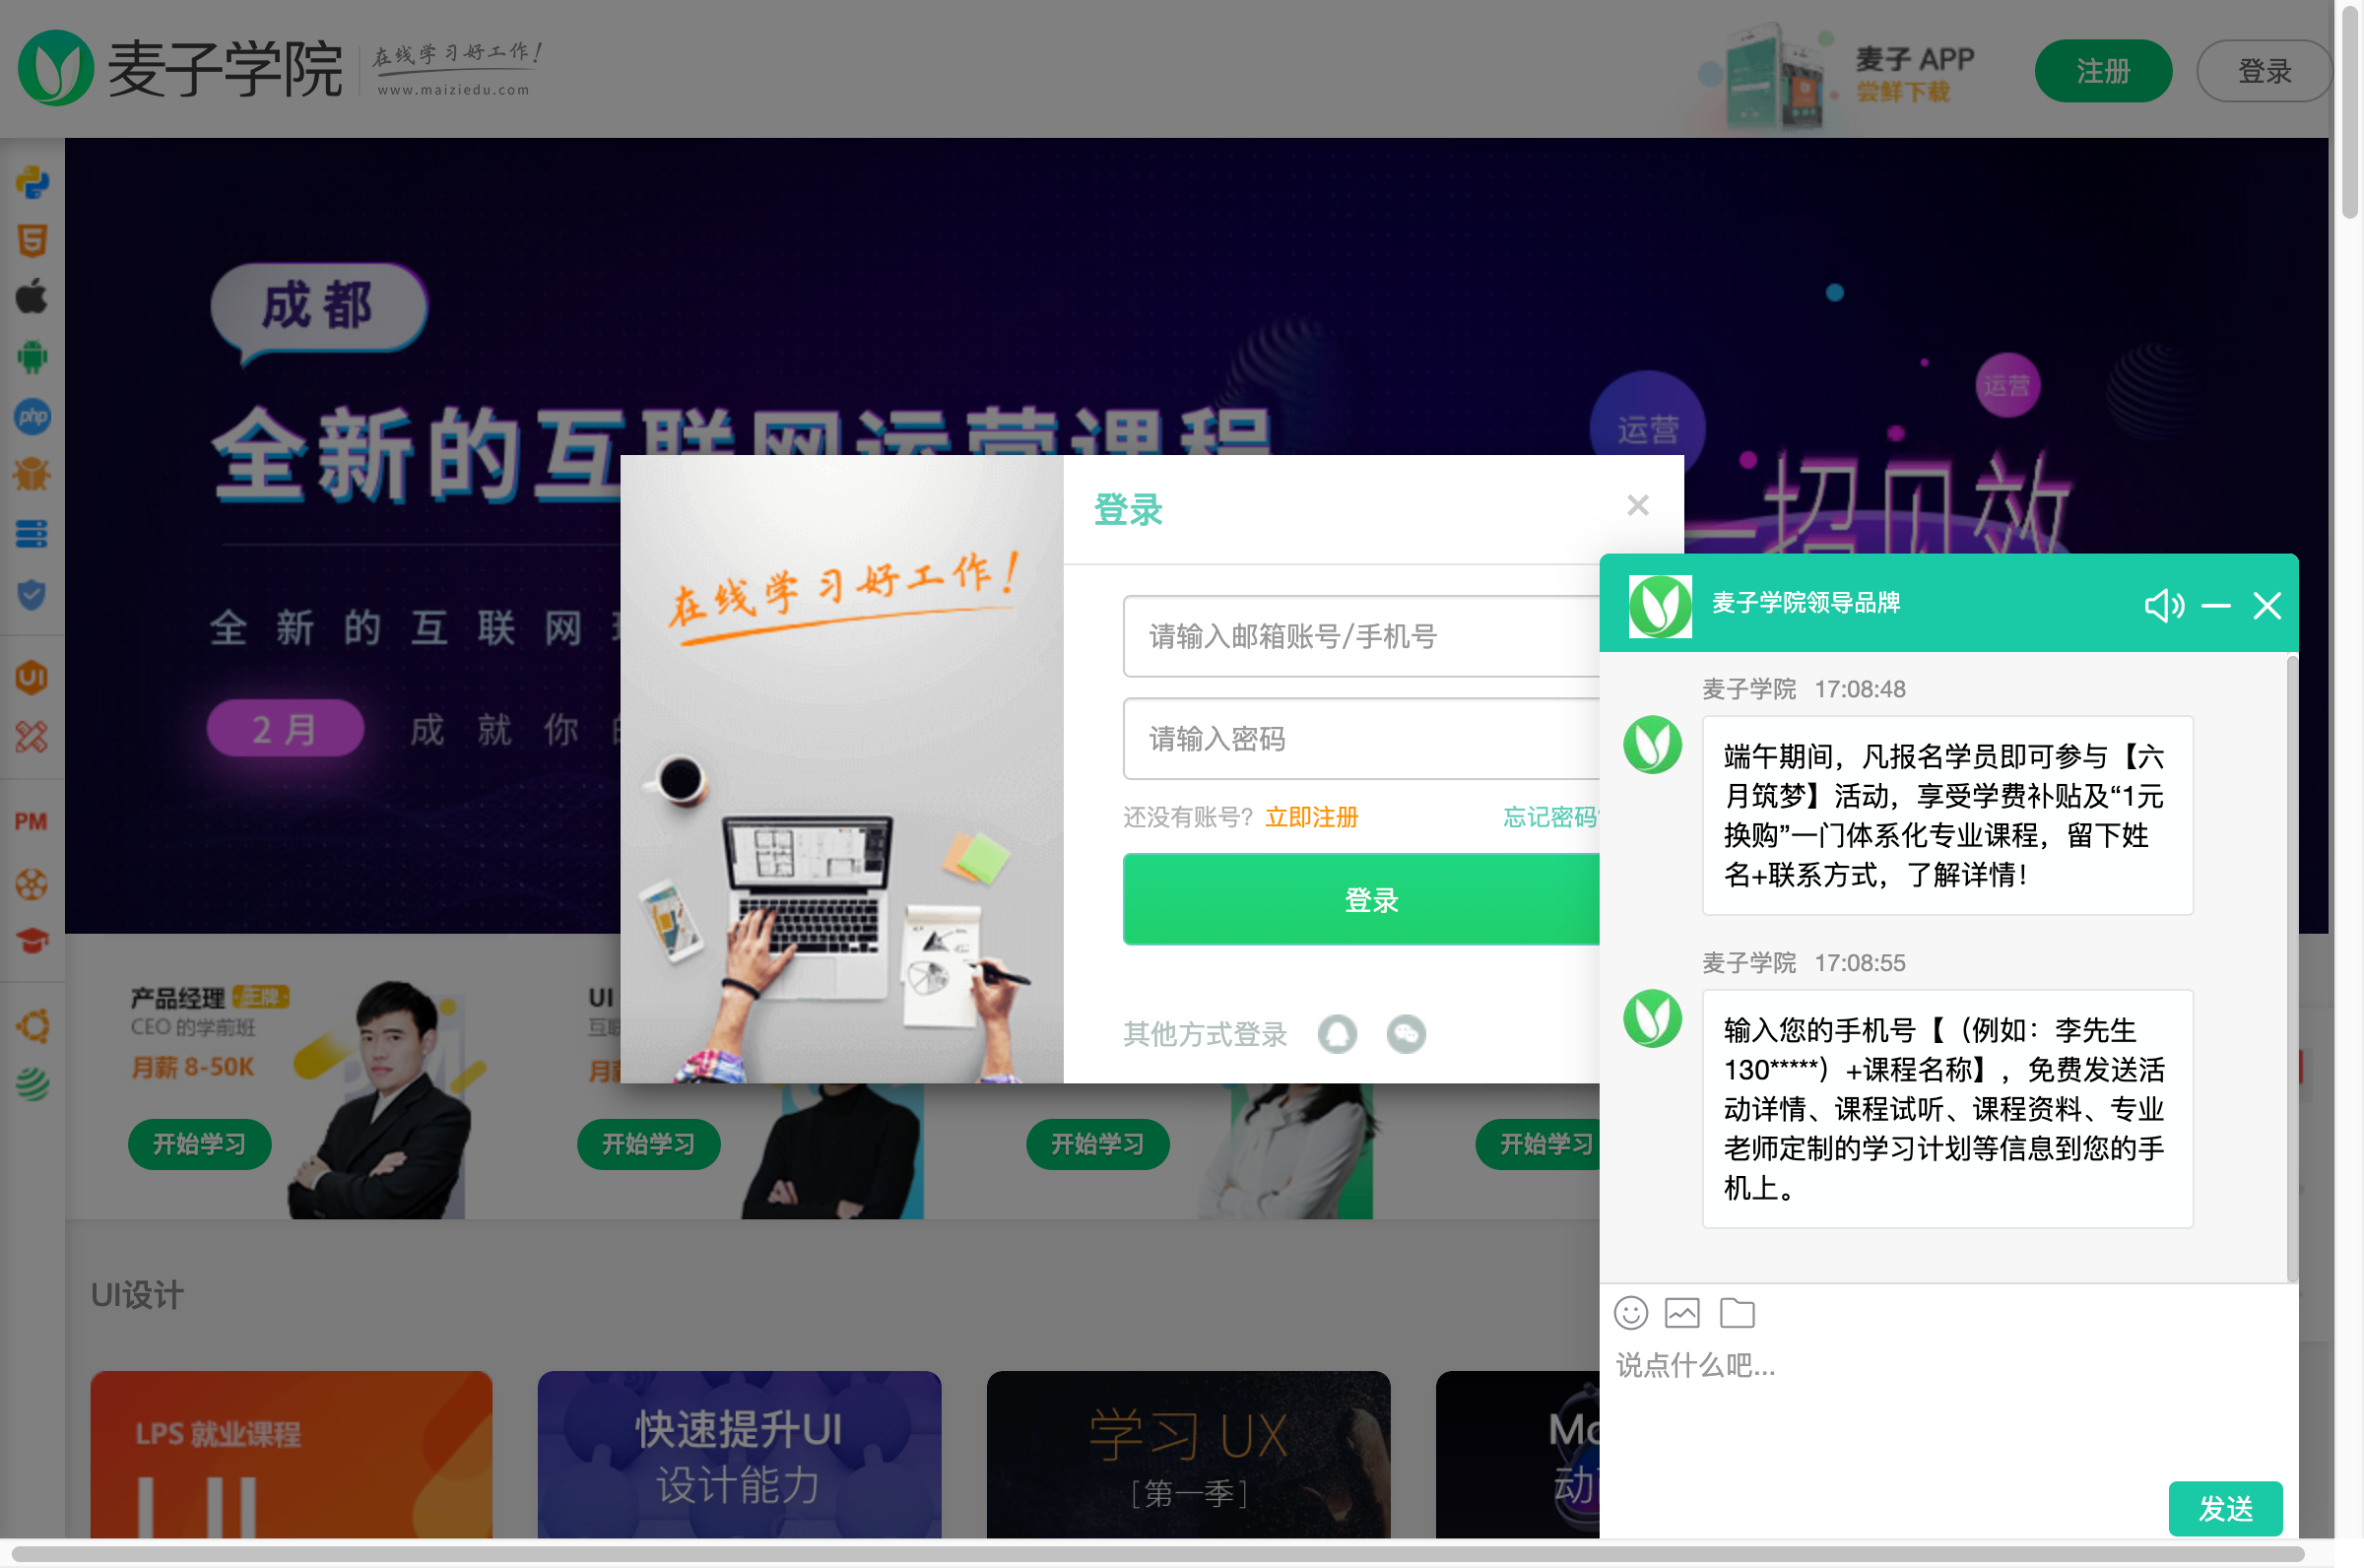 麦子学院
在线学习好工作!
www.maiziedu.com
麦子 APP
尝鲜下载
注册
登录
成都
全新的互联网运营课程
运营
运营
一招见效
全新的互联网
2月
成就你
登录
×
在线学习好工作!
请输入邮箱账号/手机号
请输入密码
还没有账号? 立即注册
忘记密码
登录
其他方式登录
麦子学院领导品牌
麦子学院 17:08:48
端午期间，凡报名学员即可参与【六
月筑梦】活动，享受学费补贴及“1元
换购”一门体系化专业课程，留下姓
名+联系方式，了解详情！
麦子学院 17:08:55
输入您的手机号【（例如：李先生
130*****）+课程名称】，免费发送活
动详情、课程试听、课程资料、专业
老师定制的学习计划等信息到您的手
机上。
说点什么吧...
发送
php
UI
PM
产品经理 王牌
CEO 的学前班
月薪 8-50K
开始学习
UI
互联
月薪
开始学习
开始学习
开始学习
UI设计
LPS 就业课程
UI
快速提升UI
设计能力
学习 UX
[第一季]
Mo
动